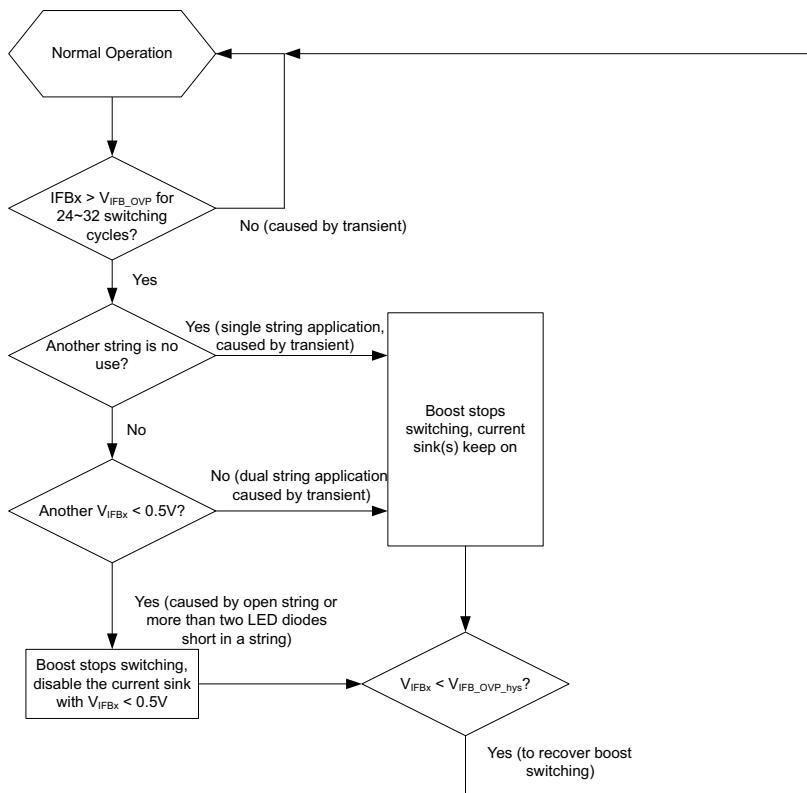 Normal Operation
IFBx > VIFB_OVP for
24~32 switching
cycles?
No (caused by transient)
Yes
Another string is no
use?
Yes (single string application,
caused by transient)
Boost stops
switching, current
sink(s) keep on
No
Another VIFBx < 0.5V?
No (dual string application
caused by transient)
Yes (caused by open string or
more than two LED diodes
short in a string)
Boost stops switching,
disable the current sink
with VIFBx < 0.5V
VIFBx < VIFB_OVP_hys?
Yes (to recover boost
switching)